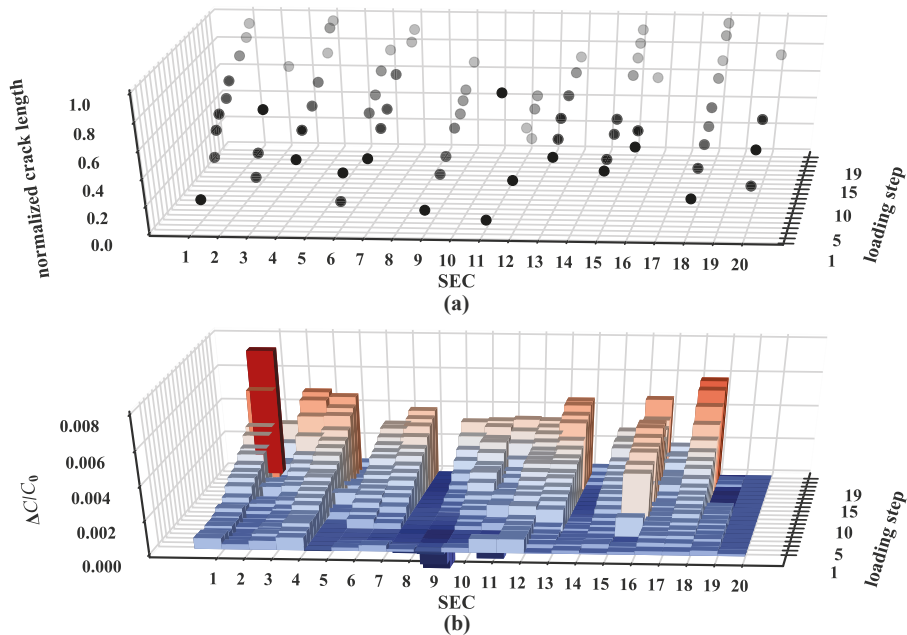 normalized crack length
1.0
0.8
0.6
0.4
0.2
0.0
1 2 3 4 5 6 7 8 9 10 11 12 13 14 15 16 17 18 19 20
SEC
19
15
10
5
1
loading step
(a)
ΔC/C0
0.008
0.006
0.004
0.002
0.000
1 2 3 4 5 6 7 8 9 10 11 12 13 14 15 16 17 18 19 20
SEC
19
15
10
5
1
loading step
(b)